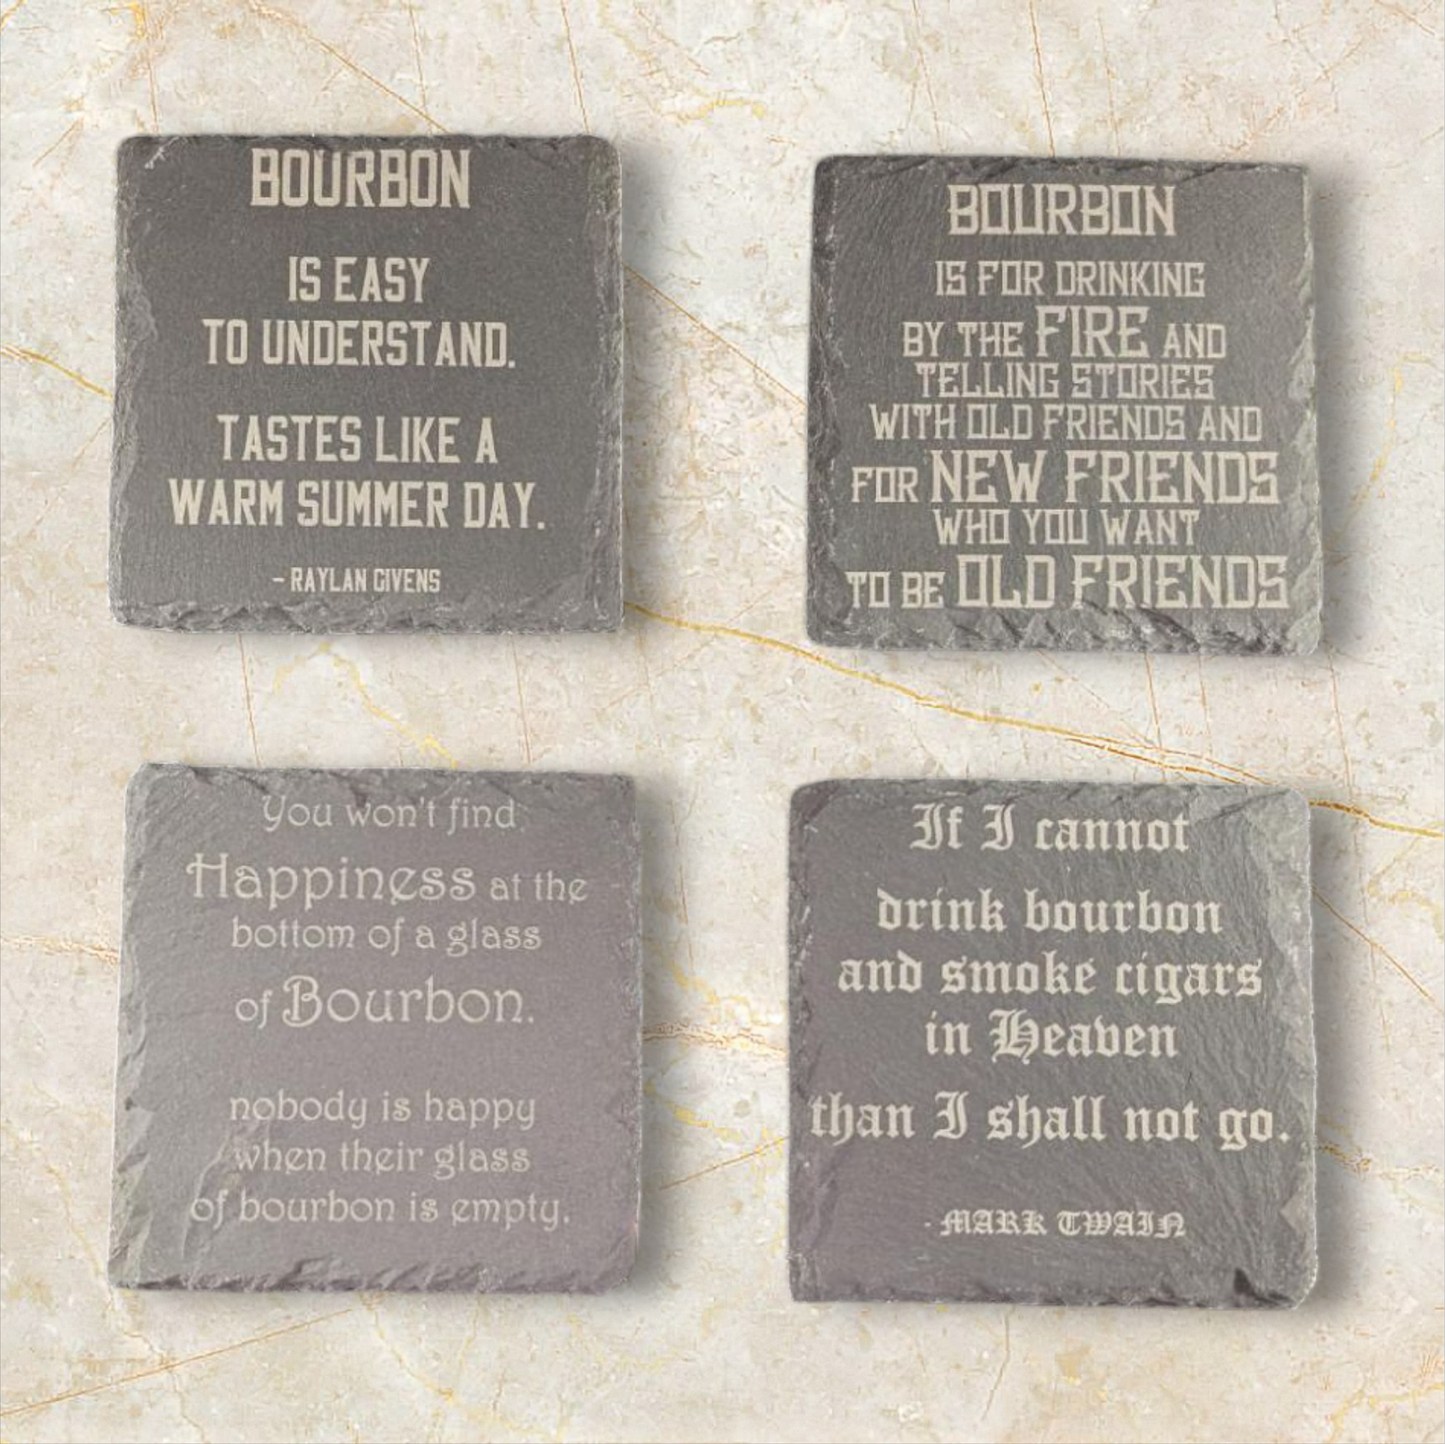 BOURBON
IS EASY
TO UNDERSTAND.
TASTES LIKE A
WARM SUMMER DAY.
- RAYLAN GIVENS
BOURBON
IS FOR DRINKING
BY THE FIRE AND
TELLING STORIES
WITH OLD FRIENDS AND
FOR NEW FRIENDS
WHO YOU WANT
TO BE OLD FRIENDS
You won't find
Happiness at the
bottom of a glass
of Bourbon.
nobody is happy
when their glass
of bourbon is empty.
If I cannot
drink bourbon
and smoke cigars
in Heaven
than I shall not go.
- MARK TWAIN